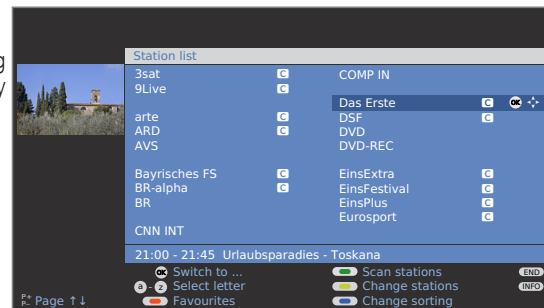 g
y
Station list
3sat C COMP IN
9Live C
Das Erste C OK
arte C DSF C
ARD C DVD
AVS DVD-REC
Bayrisches FS C EinsExtra C
BR-alpha C EinsFestival C
BR EinsPlus C
Eurosport C
CNN INT
21:00 - 21:45 Urlaubsparadies - Toskana
OK Switch to ... Scan stations END
a - z Select letter Change stations INFO
P+ P- Page ↑↓ Favourites Change sorting